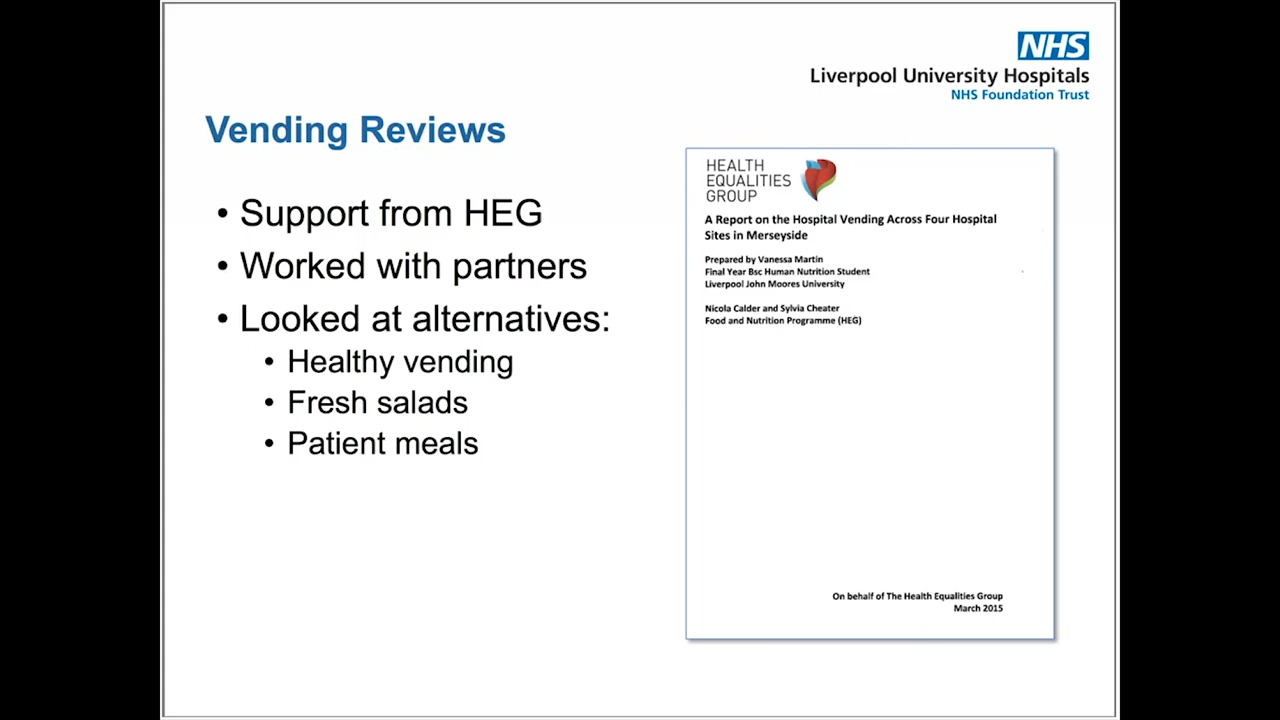 NHS
Liverpool University Hospitals
NHS Foundation Trust
Vending Reviews
• Support from HEG
• Worked with partners
• Looked at alternatives:
• Healthy vending
• Fresh salads
• Patient meals
HEALTH
EQUALITIES
GROUP
A Report on the Hospital Vending Across Four Hospital
Sites in Merseyside
Prepared by Vanessa Martin
Final Year Bsc Human Nutrition Student
Liverpool John Moores University
Nicola Calder and Sylvia Cheater
Food and Nutrition Programme (HEG)
On behalf of The Health Equalities Group
March 2015